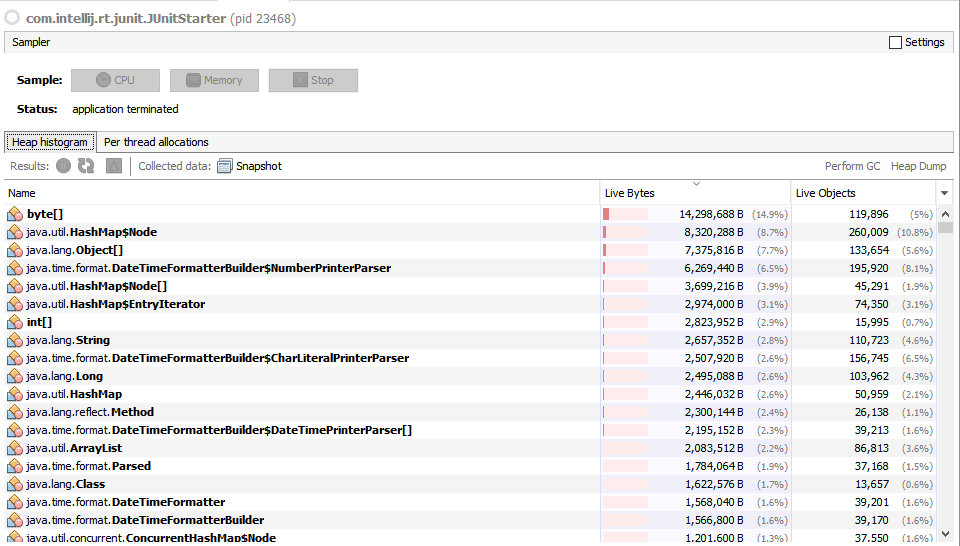 com.intellij.rt.junit.JUnitStarter (pid 23468)
Sampler Settings
Sample: CPU Memory Stop
Status: application terminated
Heap histogram Per thread allocations
Results: Collected data: Snapshot Perform GC Heap Dump
Name Live Bytes Live Objects
byte[] 14,298,688 B (14.9%) 119,896 (5%)
java.util.HashMap$Node 8,320,288 B (8.7%) 260,009 (10.8%)
java.lang.Object[] 7,375,816 B (7.7%) 133,654 (5.6%)
java.time.format.DateTimeFormatterBuilder$NumberPrinterParser 6,269,440 B (6.5%) 195,920 (8.1%)
java.util.HashMap$Node[] 3,699,216 B (3.9%) 45,291 (1.9%)
java.util.HashMap$EntryIterator 2,974,000 B (3.1%) 74,350 (3.1%)
int[] 2,823,952 B (2.9%) 15,995 (0.7%)
java.lang.String 2,657,352 B (2.8%) 110,723 (4.6%)
java.time.format.DateTimeFormatterBuilder$CharLiteralPrinterParser 2,507,920 B (2.6%) 156,745 (6.5%)
java.lang.Long 2,495,088 B (2.6%) 103,962 (4.3%)
java.util.HashMap 2,446,032 B (2.6%) 50,959 (2.1%)
java.lang.reflect.Method 2,300,144 B (2.4%) 26,138 (1.1%)
java.time.format.DateTimeFormatterBuilder$DateTimePrinterParser[] 2,195,152 B (2.3%) 39,213 (1.6%)
java.util.ArrayList 2,083,512 B (2.2%) 86,813 (3.6%)
java.time.format.Parsed 1,784,064 B (1.9%) 37,168 (1.5%)
java.lang.Class 1,622,576 B (1.7%) 13,657 (0.6%)
java.time.format.DateTimeFormatter 1,568,040 B (1.6%) 39,201 (1.6%)
java.time.format.DateTimeFormatterBuilder 1,566,800 B (1.6%) 39,170 (1.6%)
java.util.concurrent.ConcurrentHashMap$Node 1,201,600 B (1.3%) 37,550 (1.6%)